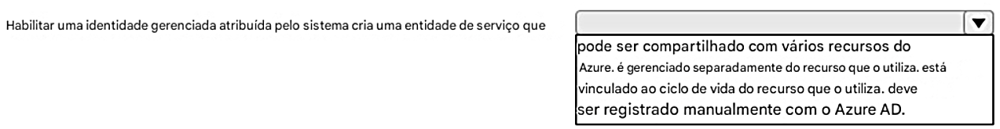 Habilitar uma identidade gerenciada atribuída pelo sistema cria uma entidade de serviço que
pode ser compartilhado com vários recursos do
Azure. é gerenciado separadamente do recurso que o utiliza. está
vinculado ao ciclo de vida do recurso que o utiliza. deve
ser registrado manualmente com o Azure AD.